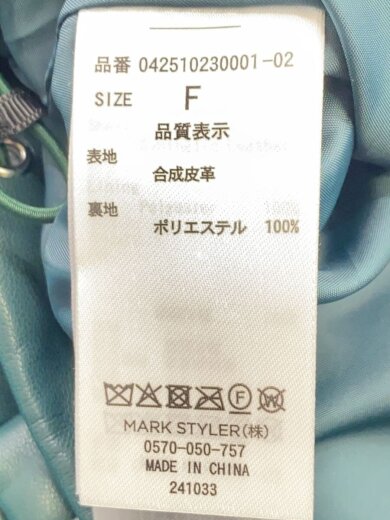 品番 042510230001-02
SIZE F
品質表示
表地
合成皮革
裏地
ポリエステル 100%
MARK STYLER(株)
0570-050-757
MADE IN CHINA
241033